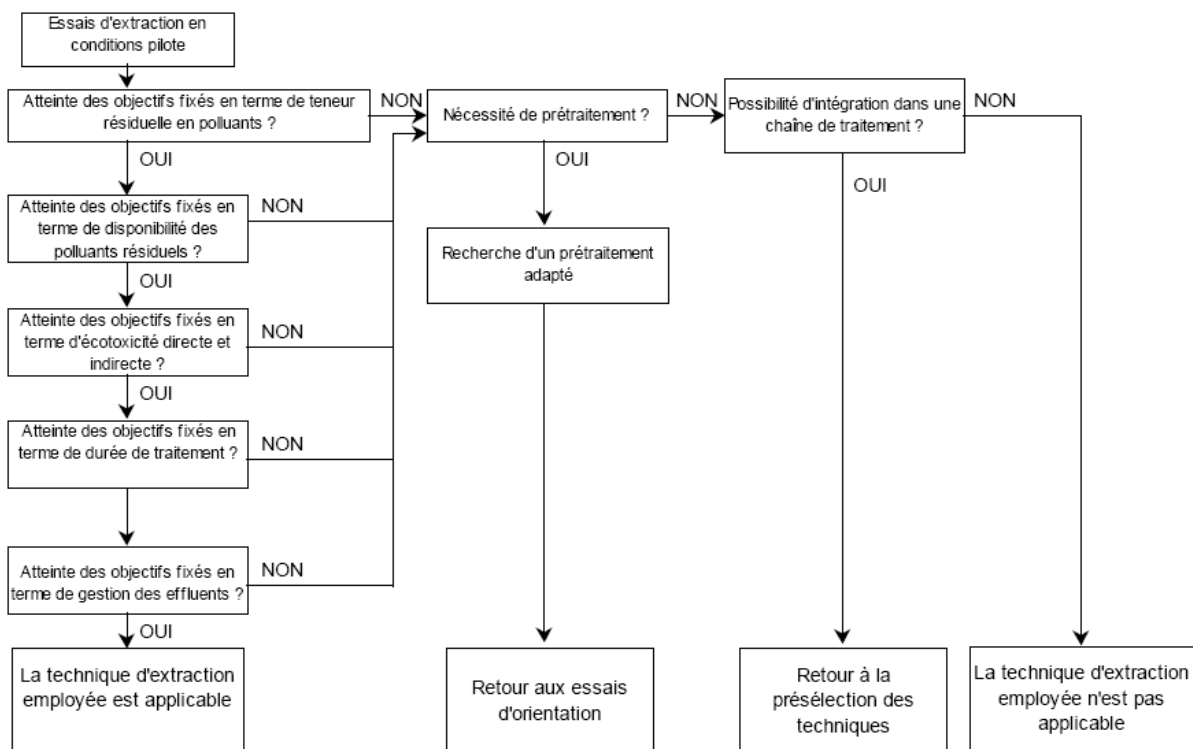 Essais d'extraction en
conditions pilote
Atteinte des objectifs fixés en terme de teneur
résiduelle en polluants ?
NON
Nécessité de prétraitement ?
NON
Possibilité d'intégration dans une
chaîne de traitement ?
NON
OUI
OUI
OUI
Atteinte des objectifs fixés en
terme de disponibilité des
polluants résiduels ?
NON
Recherche d'un prétraitement
adapté
OUI
Atteinte des objectifs fixés en
terme d'écotoxicité directe et
indirecte ?
NON
OUI
Atteinte des objectifs fixés en
terme de durée de traitement ?
NON
Atteinte des objectifs fixés en
terme de gestion des effluents ?
NON
OUI
La technique d'extraction
employée est applicable
Retour aux essais
d'orientation
Retour à la
présélection des
techniques
La technique d'extraction
employée n'est pas
applicable